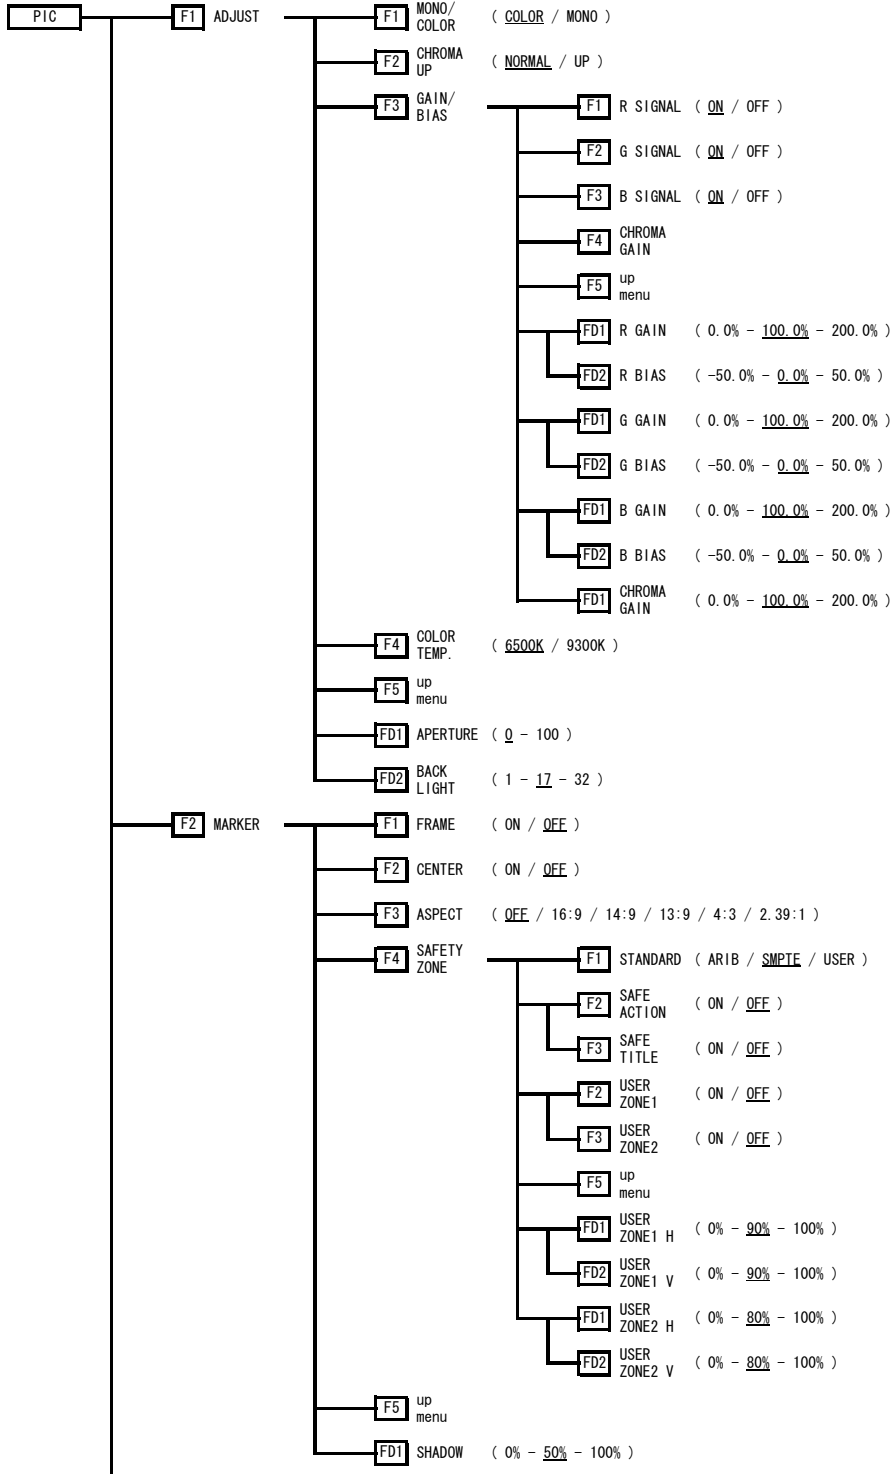 PIC F1 ADJUST F1 MONO/
COLOR ( COLOR / MONO )
F2 CHROMA
UP ( NORMAL / UP )
F3 GAIN/
BIAS F1 R SIGNAL ( ON / OFF )
F2 G SIGNAL ( ON / OFF )
F3 B SIGNAL ( ON / OFF )
F4 CHROMA
GAIN
F5 up
menu
FD1 R GAIN ( 0.0% - 100.0% - 200.0% )
FD2 R BIAS ( -50.0% - 0.0% - 50.0% )
FD1 G GAIN ( 0.0% - 100.0% - 200.0% )
FD2 G BIAS ( -50.0% - 0.0% - 50.0% )
FD1 B GAIN ( 0.0% - 100.0% - 200.0% )
FD2 B BIAS ( -50.0% - 0.0% - 50.0% )
FD1 CHROMA
GAIN ( 0.0% - 100.0% - 200.0% )
F4 COLOR
TEMP. ( 6500K / 9300K )
F5 up
menu
FD1 APERTURE ( 0 - 100 )
FD2 BACK
LIGHT ( 1 - 17 - 32 )
F2 MARKER F1 FRAME ( ON / OFF )
F2 CENTER ( ON / OFF )
F3 ASPECT ( OFF / 16:9 / 14:9 / 13:9 / 4:3 / 2.39:1 )
F4 SAFETY
ZONE F1 STANDARD ( ARIB / SMPTE / USER )
F2 SAFE
ACTION ( ON / OFF )
F3 SAFE
TITLE ( ON / OFF )
F2 USER
ZONE1 ( ON / OFF )
F3 USER
ZONE2 ( ON / OFF )
F5 up
menu
FD1 USER
ZONE1 H ( 0% - 90% - 100% )
FD2 USER
ZONE1 V ( 0% - 90% - 100% )
FD1 USER
ZONE2 H ( 0% - 80% - 100% )
FD2 USER
ZONE2 V ( 0% - 80% - 100% )
F5 up
menu
FD1 SHADOW ( 0% - 50% - 100% )